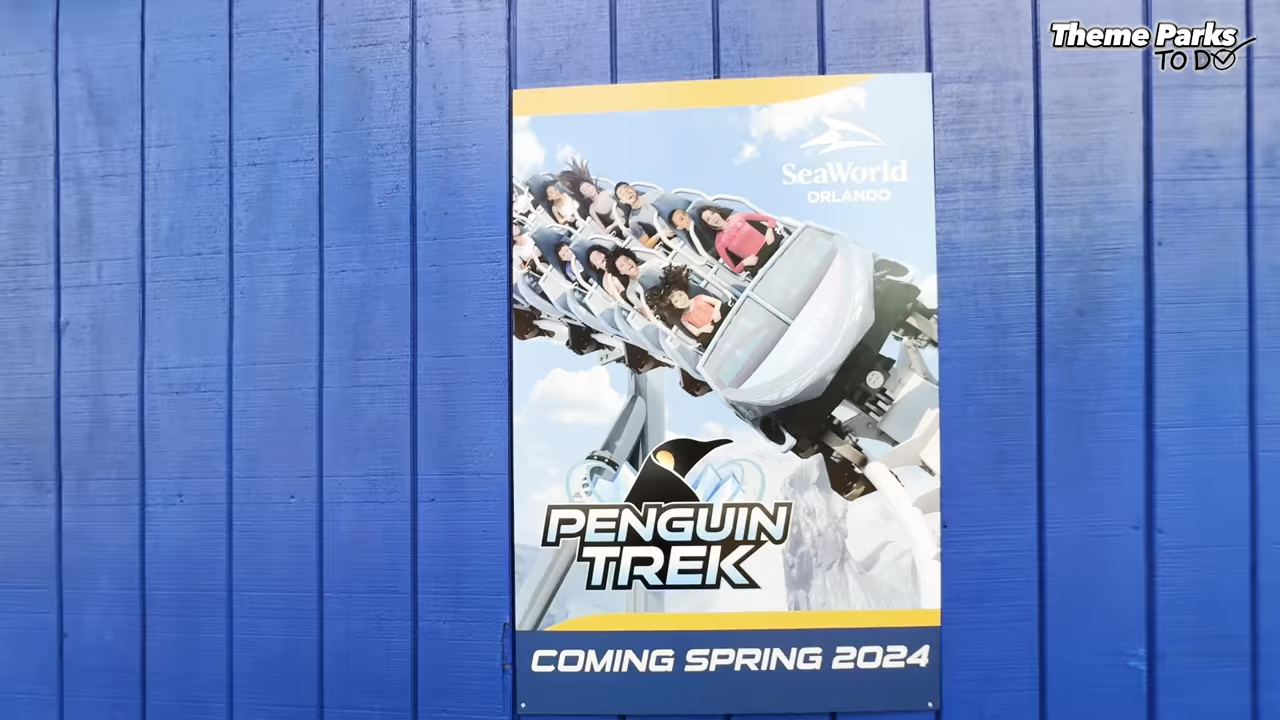 Theme Parks
TO DO
SeaWorld
ORLANDO
PENGUIN
TREK
COMING SPRING 2024